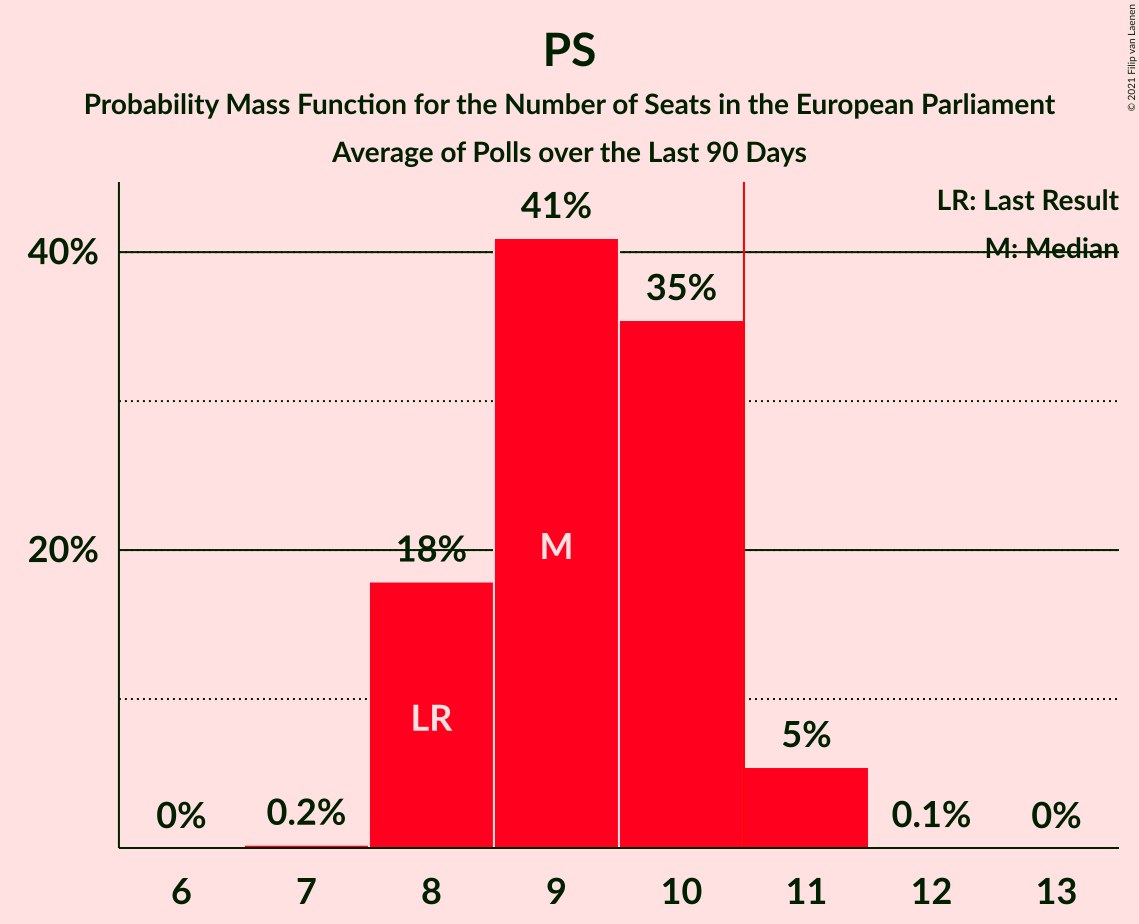 PS
Probability Mass Function for the Number of Seats in the European Parliament
Average of Polls over the Last 90 Days
© 2021 Filip van Laenen
LR: Last Result
M: Median
41%
40%
35%
20%
18%
M
LR
5%
0%
0.2%
0.1%
0%
6 7 8 9 10 11 12 13